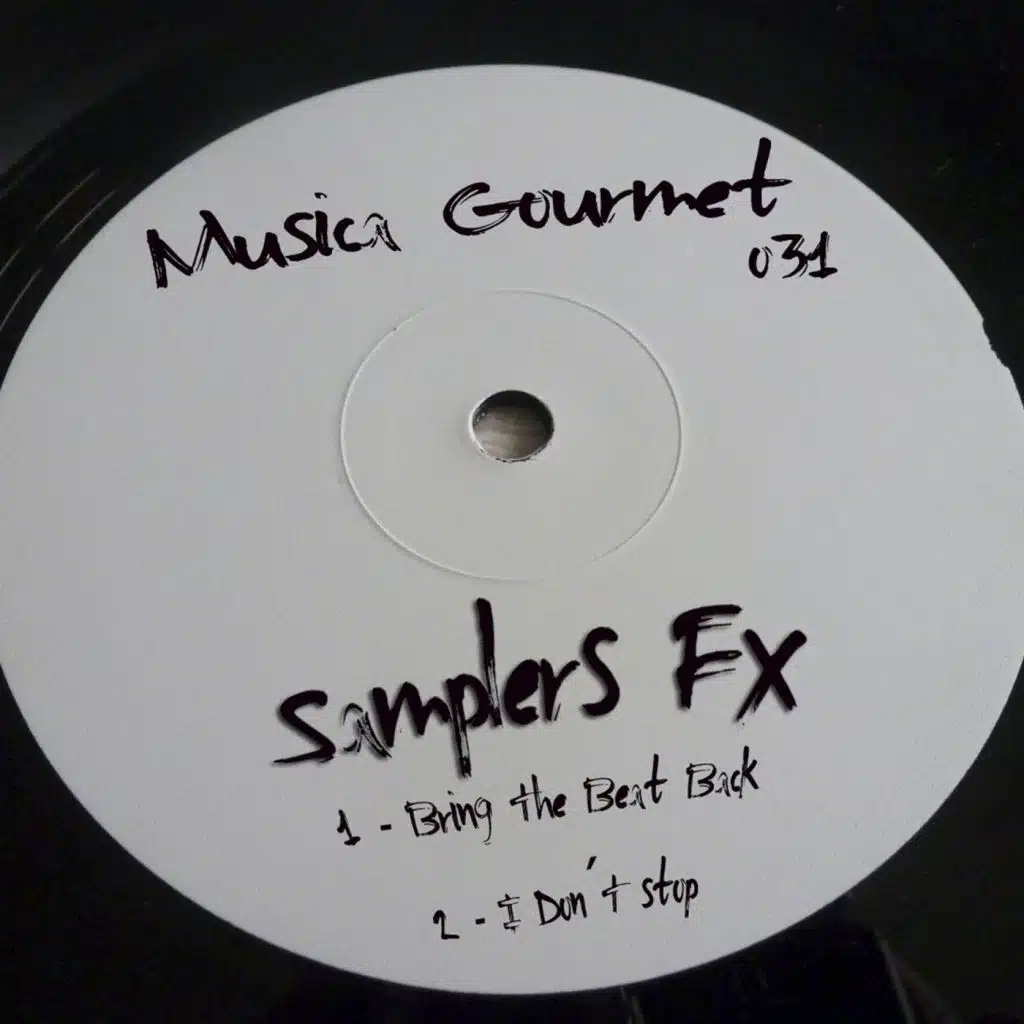 Musica Gourmet
031
Samplers Fx
1 - Bring the Beat Back
2 - I Don´t stop